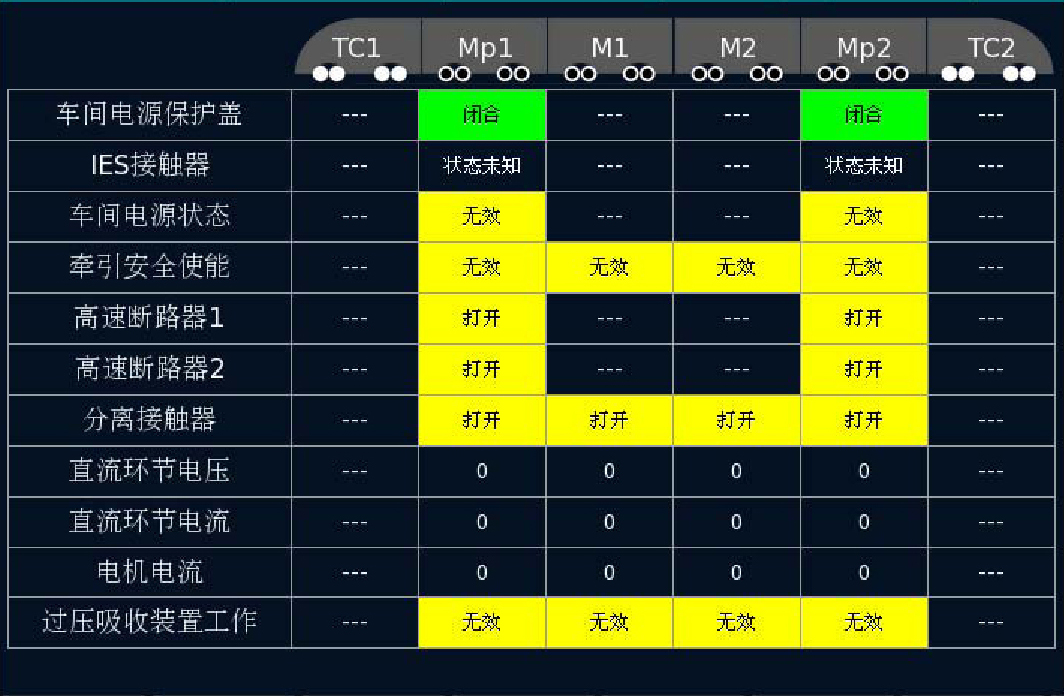 TC1 Mp1 M1 M2 Mp2 TC2
车间电源保护盖 --- 闭合 --- --- 闭合 ---
IES接触器 --- 状态未知 --- --- 状态未知 ---
车间电源状态 --- 无效 --- --- 无效 ---
牵引安全使能 --- 无效 无效 无效 无效 ---
高速断路器1 --- 打开 --- --- 打开 ---
高速断路器2 --- 打开 --- --- 打开 ---
分离接触器 --- 打开 打开 打开 打开 ---
直流环节电压 --- 0 0 0 0 ---
直流环节电流 --- 0 0 0 0 ---
电机电流 --- 0 0 0 0 ---
过压吸收装置工作 --- 无效 无效 无效 无效 ---